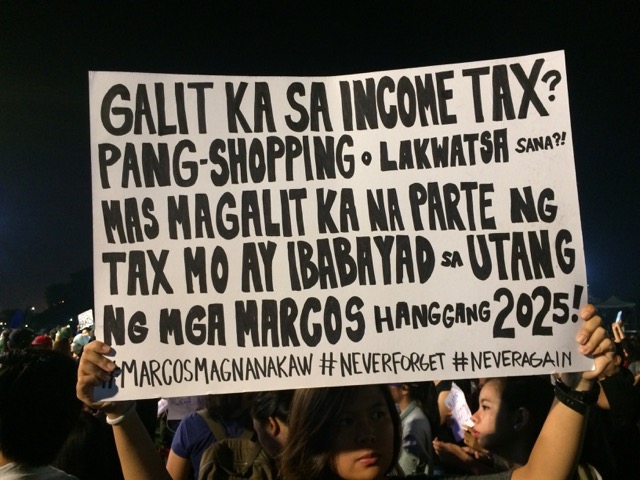 GALIT KA SA INCOME TAX?
PANG-SHOPPING o LAKWATSA SANA?!
MAS MAGALIT KA NA PARTE NG
TAX MO AY IBABAYAD SA UTANG
NG MGA MARCOS HANGGANG 2025!
#MARCOSMAGNANAKAW #NEVERFORGET #NEVERAGAIN